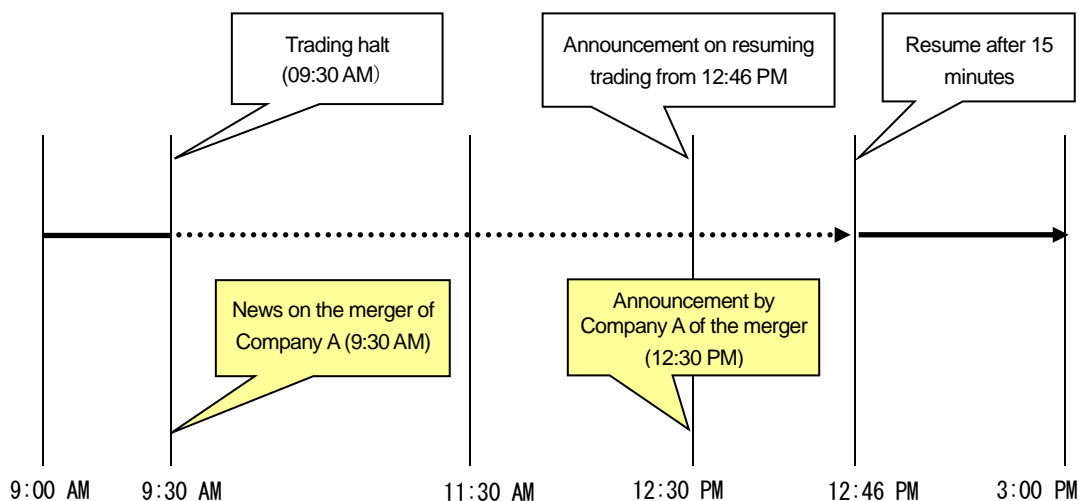 Trading halt
(09:30 AM）
Announcement on resuming
trading from 12:46 PM
Resume after 15
minutes
News on the merger of
Company A (9:30 AM)
Announcement by
Company A of the merger
(12:30 PM)
9:00 AM
9:30 AM
11:30 AM
12:30 PM
12:46 PM
3:00 PM